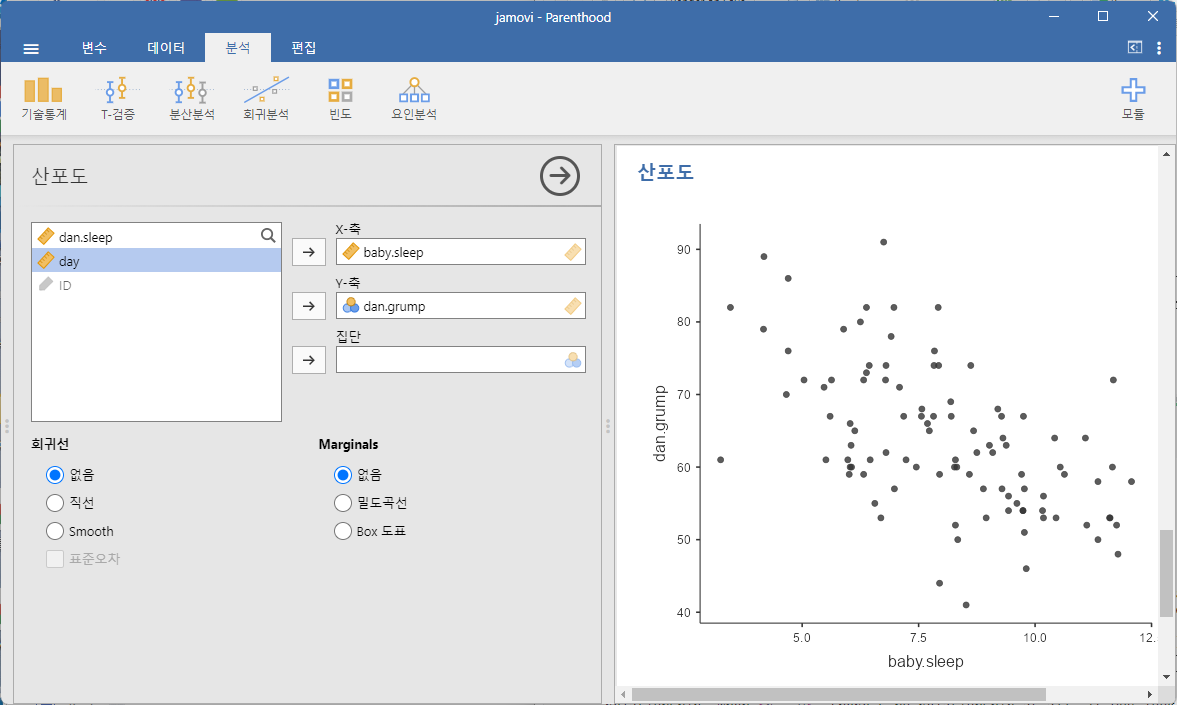 jamovi - Parenthood
변수 데이터 분석 편집
기술통계 T-검증 분산분석 회귀분석 빈도 요인분석 모듈
산포도
dan.sleep
day
ID
X-축
baby.sleep
Y-축
dan.grump
집단
회귀선
없음
직선
Smooth
표준오차
Marginals
없음
밀도곡선
Box 도표
산포도
90
80
70
60
50
40
dan.grump
5.0 7.5 10.0 12.
baby.sleep